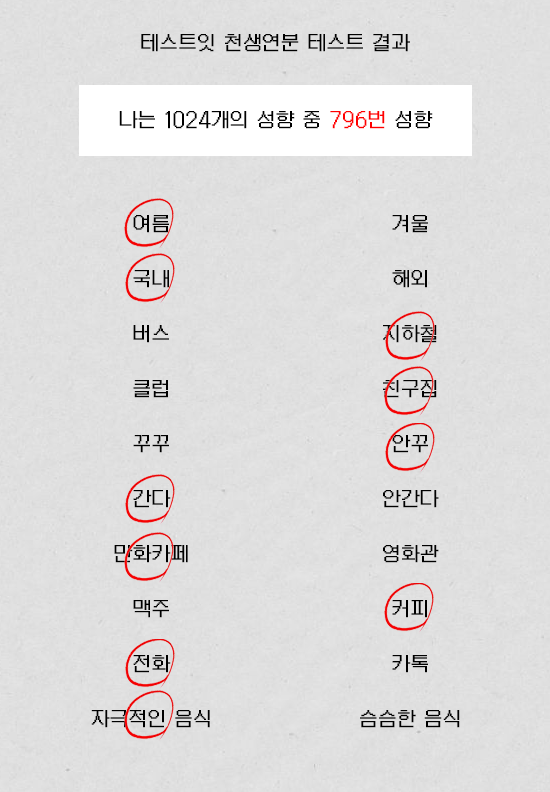 테스트잇 천생연분 테스트 결과
나는 1024개의 성향 중 796번 성향
여름 겨울
국내 해외
버스 지하철
클럽 친구집
꾸꾸 안꾸
간다 안간다
만화카페 영화관
맥주 커피
전화 카톡
자극적인 음식 슴슴한 음식